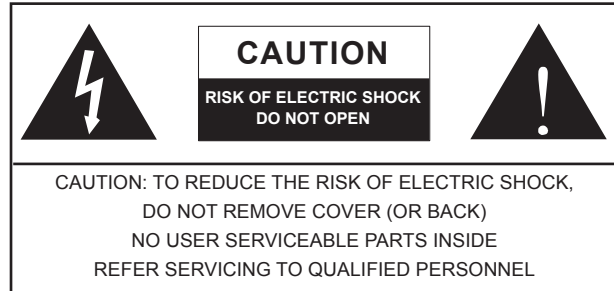 CAUTION
RISK OF ELECTRIC SHOCK
DO NOT OPEN
!
CAUTION: TO REDUCE THE RISK OF ELECTRIC SHOCK,
DO NOT REMOVE COVER (OR BACK)
NO USER SERVICEABLE PARTS INSIDE
REFER SERVICING TO QUALIFIED PERSONNEL